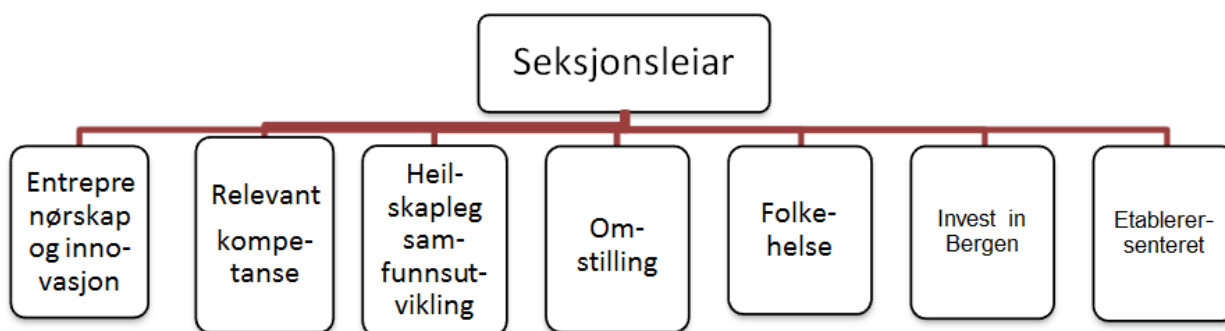 Seksjonsleiar
Entrepre
nørskap
og inno-
vasjon
Relevant
kompe-
tanse
Heil-
skapleg
sam-
funnsut-
vikling
Om-
stilling
Folke-
helse
Invest in
Bergen
Etablerer-
senteret